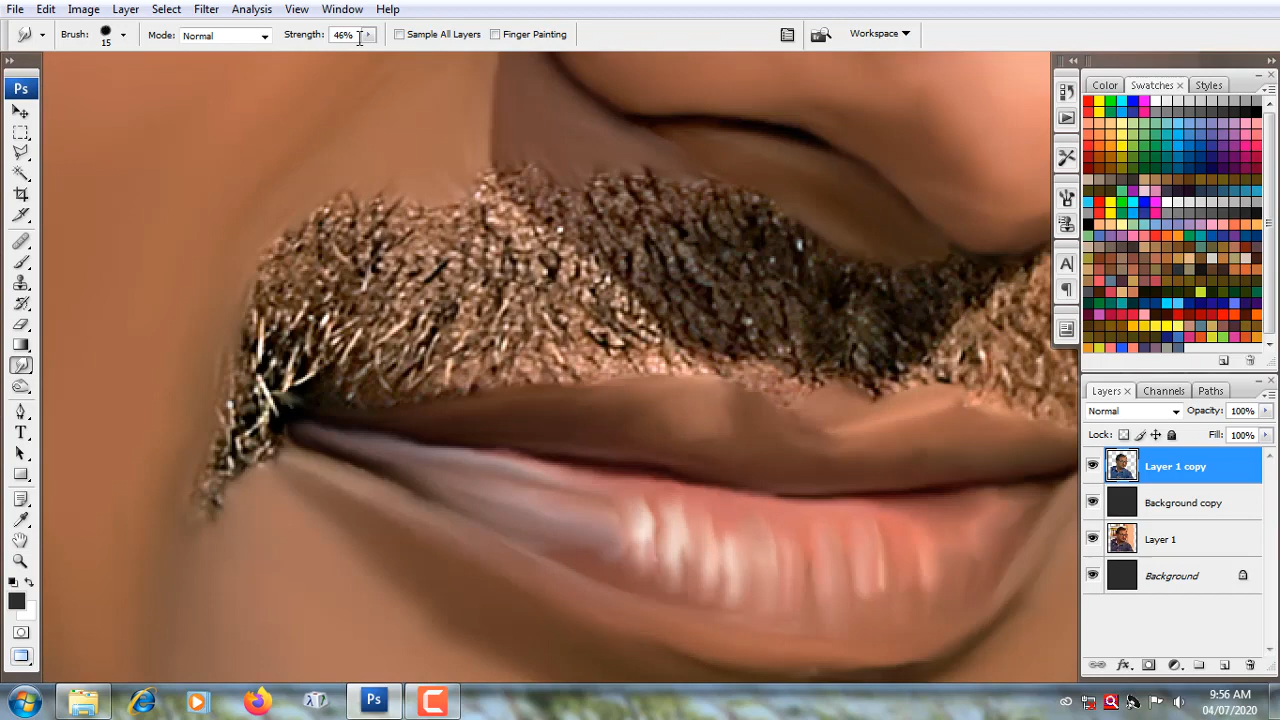 File Edit Image Layer Select Filter Analysis View Window Help
Brush: 15 Mode: Normal Strength: 46% Sample All Layers Finger Painting Workspace
Ps
Color Swatches Styles
T
A
Layers Channels Paths
Normal Opacity: 100%
Lock: Fill: 100%
Layer 1 copy
Background copy
Layer 1
Background
fx
Ps
9:56 AM
04/07/2020